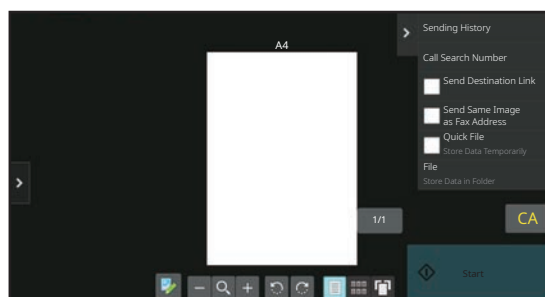 A4
1/1
Sending History
Call Search Number
Send Destination Link
Send Same Image
as Fax Address
Quick File
Store Data Temporarily
File
Store Data in Folder
CA
Start